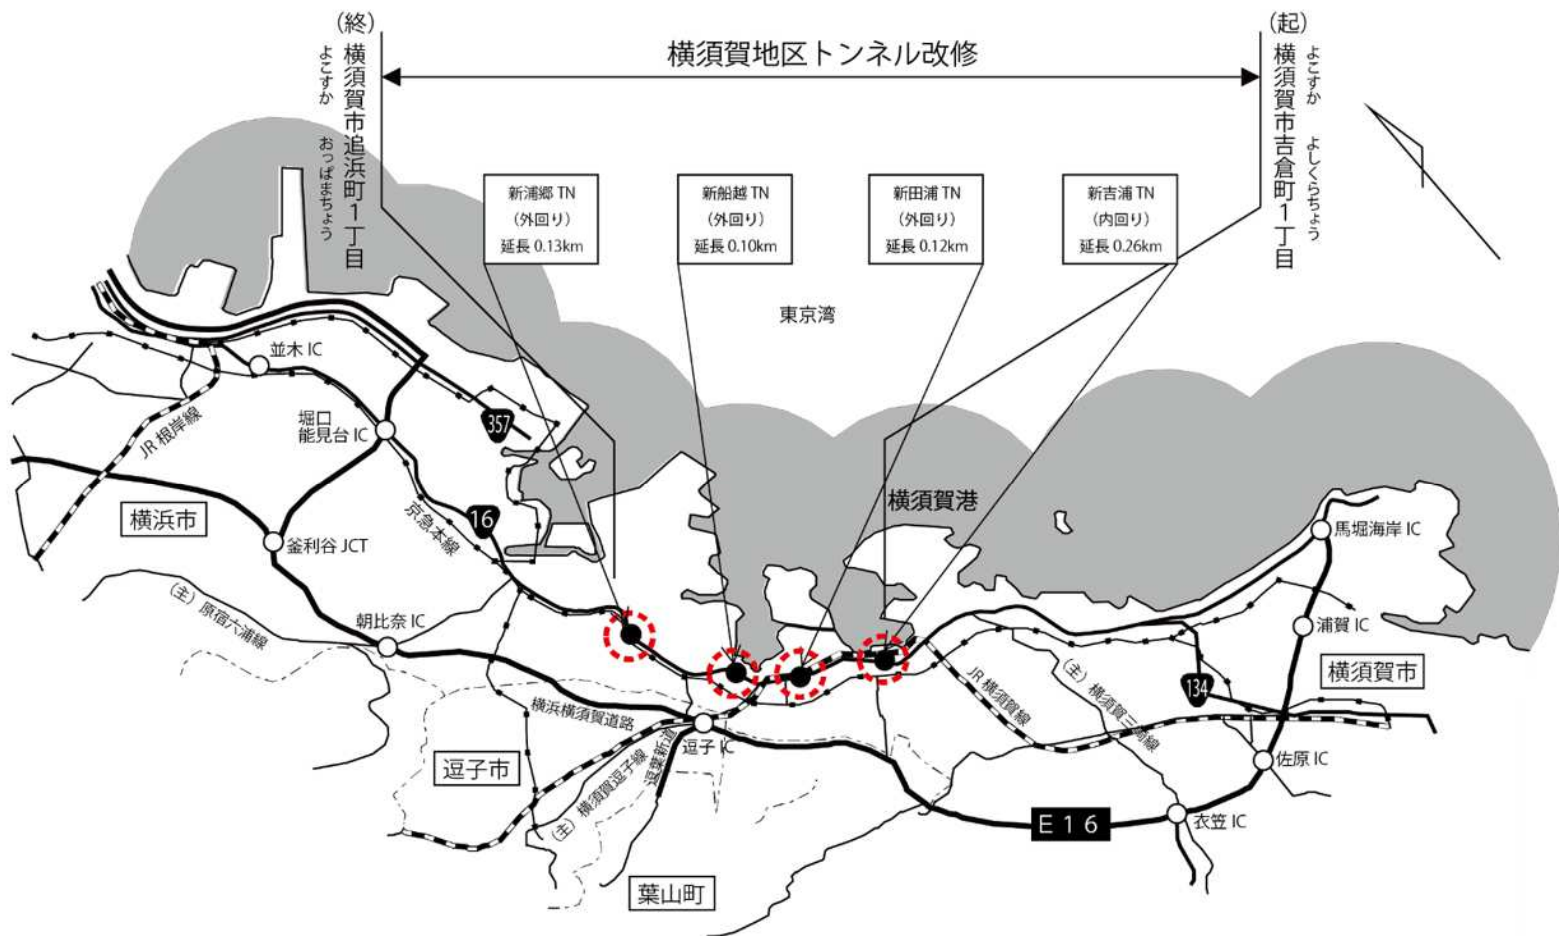 (終)
横須賀市追浜町1丁目
よこすか
おっぱまちょう
横須賀地区トンネル改修
(起)
横須賀市吉倉町1丁目
よこすか
よしくらちょう
新浦郷 TN
(外回り)
延長 0.13km
新船越 TN
(外回り)
延長 0.10km
新田浦 TN
(外回り)
延長 0.12km
新吉浦 TN
(内回り)
延長 0.26km
東京湾
並木 IC
堀口
能見台 IC
357
JR 根岸線
横浜市
釜利谷 JCT
京急本線
16
横須賀港
馬堀海岸 IC
(主)原宿六浦線
朝比奈 IC
浦賀 IC
横須賀市
134
横浜横須賀道路
JR 横須賀線
(主)横須賀三崎線
逗子市
逗子 IC
逗葉新道
(主)横須賀逗子線
佐原 IC
E16
衣笠 IC
葉山町